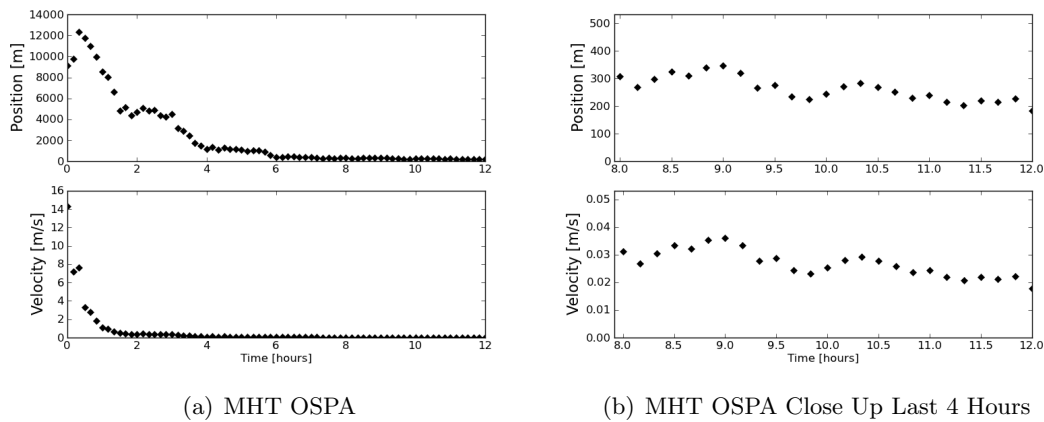 14000
12000
10000
8000
6000
4000
2000
0
Position [m]
0 2 4 6 8 10 12
16
14
12
10
8
6
4
2
0
Velocity [m/s]
0 2 4 6 8 10 12
Time [hours]
(a) MHT OSPA
500
400
300
200
100
0
Position [m]
8.0 8.5 9.0 9.5 10.0 10.5 11.0 11.5 12.0
0.05
0.04
0.03
0.02
0.01
0.00
Velocity [m/s]
8.0 8.5 9.0 9.5 10.0 10.5 11.0 11.5 12.0
Time [hours]
(b) MHT OSPA Close Up Last 4 Hours